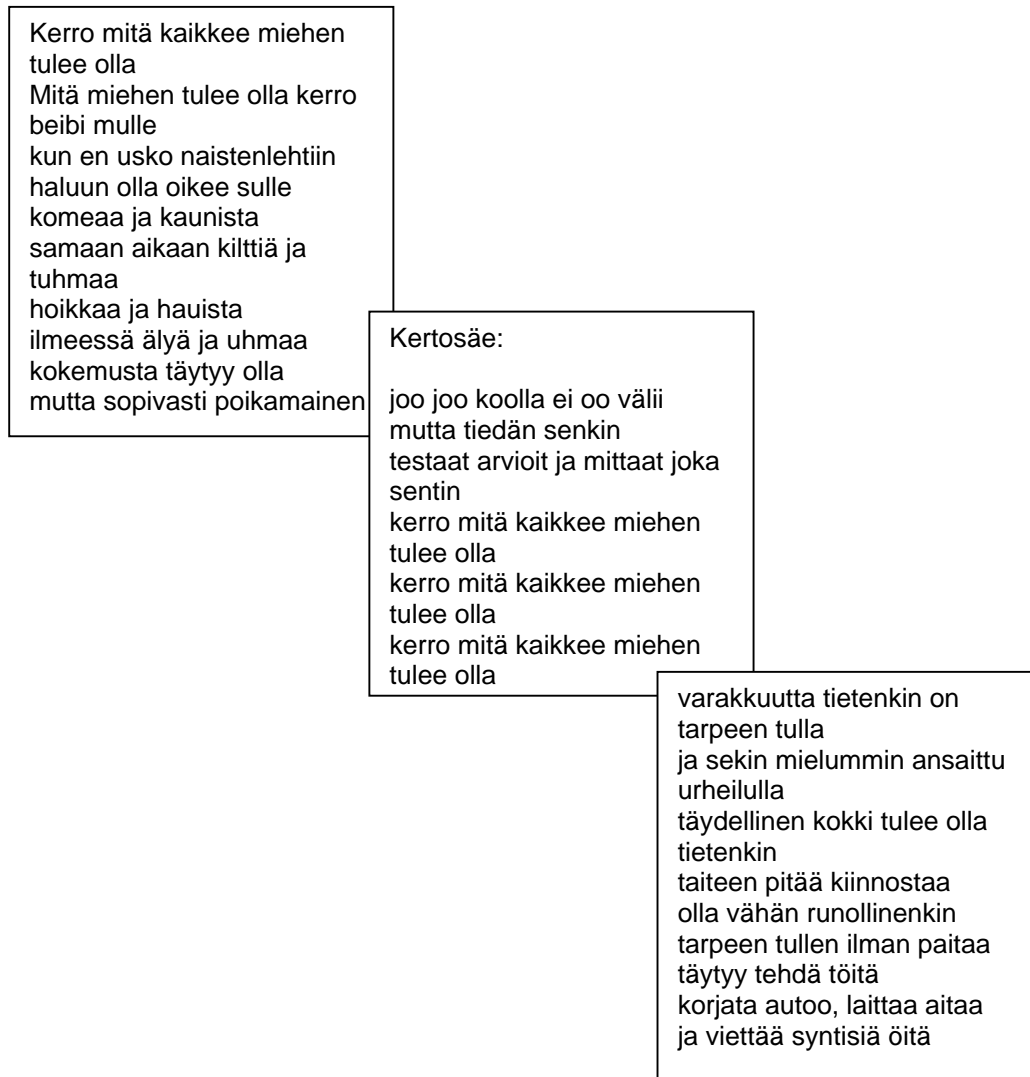 Kerro mitä kaikkee miehen
tulee olla
Mitä miehen tulee olla kerro
beibi mulle
kun en usko naistenlehtiin
haluun olla oikee sulle
komeaa ja kaunista
samaan aikaan kilttiä ja
tuhmaa
hoikkaa ja hauista
ilmeessä älyä ja uhmaa
kokemusta täytyy olla
mutta sopivasti poikamainen
Kertosäe:
joo joo koolla ei oo välii
mutta tiedän senkin
testaat arvioit ja mittaat joka
sentin
kerro mitä kaikkee miehen
tulee olla
kerro mitä kaikkee miehen
tulee olla
kerro mitä kaikkee miehen
tulee olla
varakkuutta tietenkin on
tarpeen tulla
ja sekin mielummin ansaittu
urheilulla
täydellinen kokki tulee olla
tietenkin
taiteen pitää kiinnostaa
olla vähän runollinenkin
tarpeen tullen ilman paitaa
täytyy tehdä töitä
korjata autoo, laittaa aitaa
ja viettää syntisiä öitä